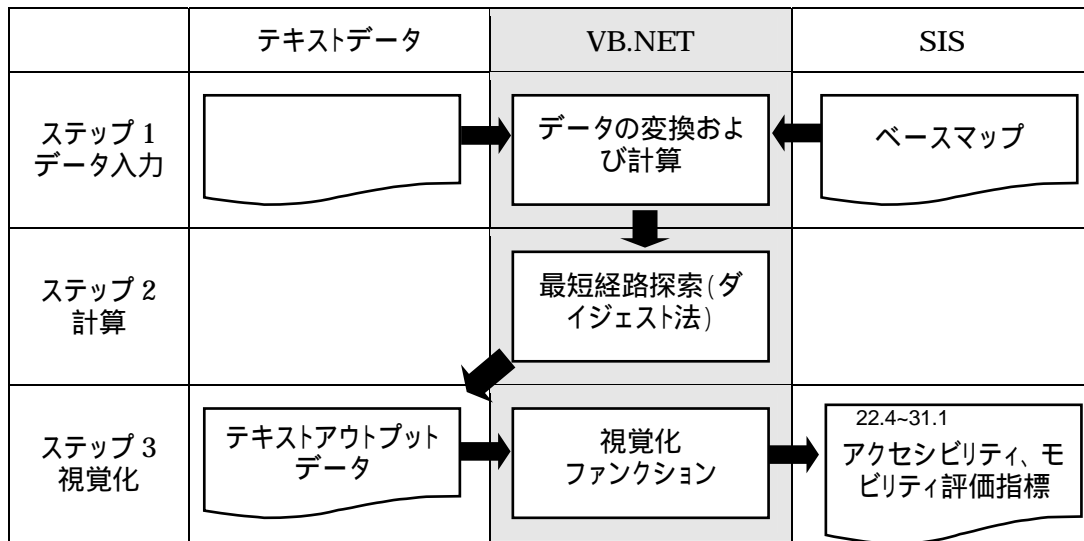 テキストデータ
VB.NET
SIS
ステップ 1
データ入力
データの変換およ
び計算
ベースマップ
ステップ 2
計算
最短経路探索(ダ
イジェスト法)
ステップ 3
視覚化
テキストアウトプット
データ
視覚化
ファンクション
22.4~31.1
アクセシビリティ、モ
ビリティ評価指標